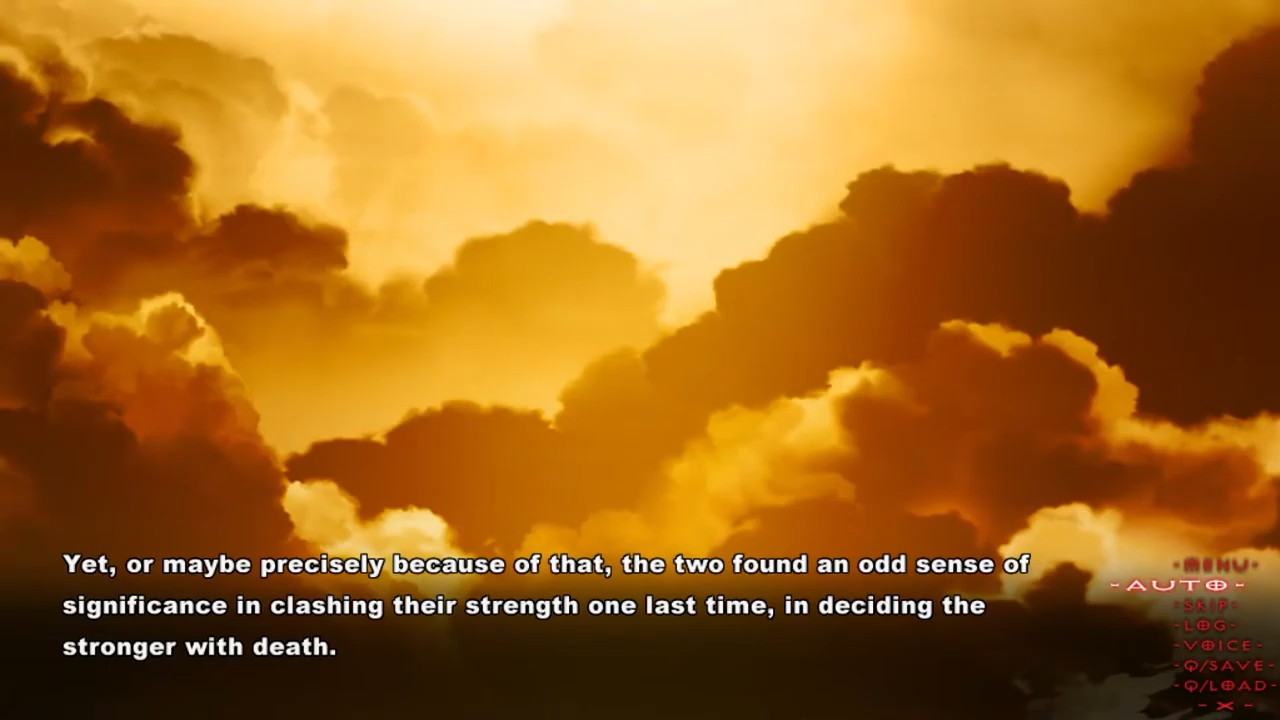 Yet, or maybe precisely because of that, the two found an odd sense of
significance in clashing their strength one last time, in deciding the
stronger with death.
-MENU-
-AUTO-
-SKIP-
-LOG-
-VOICE-
-Q/SAVE-
-Q/LOAD-
-X-